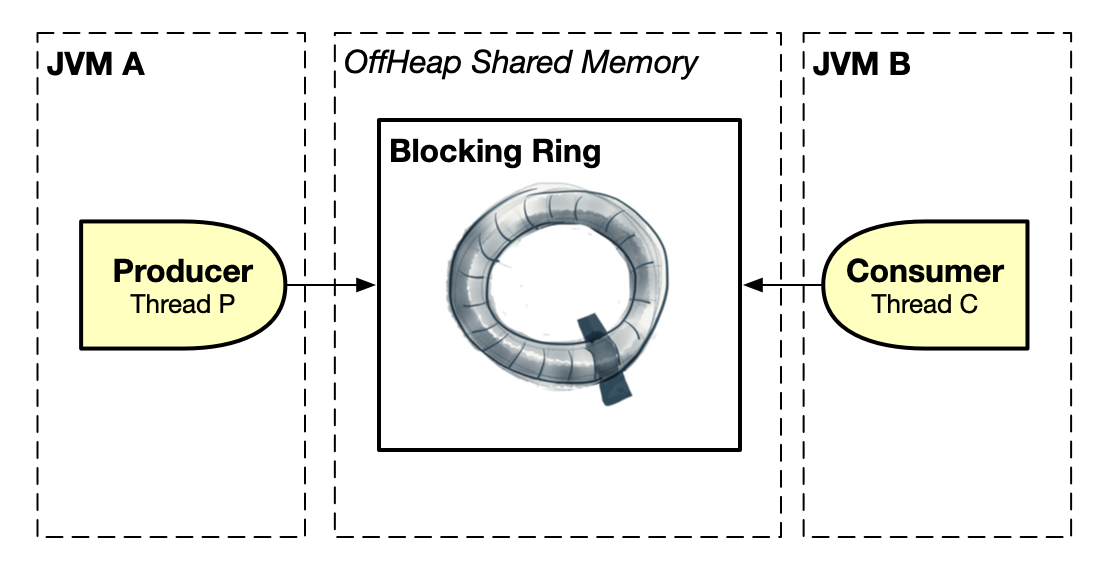 JVM A
OffHeap Shared Memory
JVM B
Blocking Ring
Producer
Thread P
Consumer
Thread C